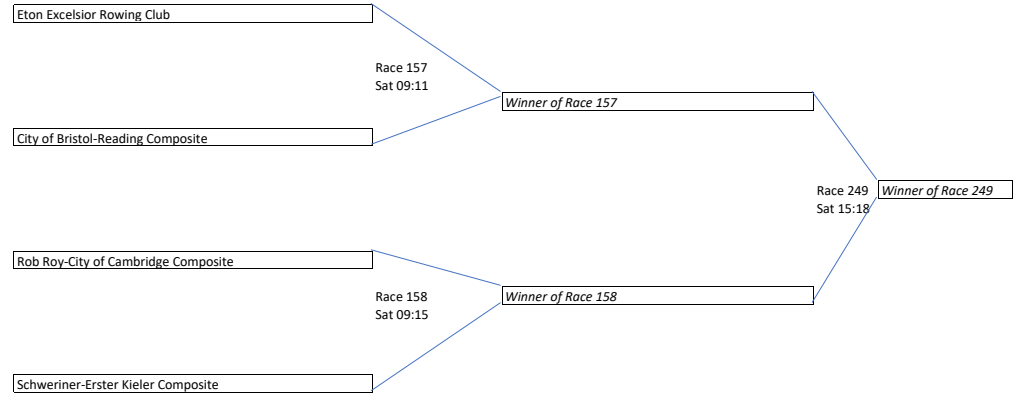 Eton Excelsior Rowing Club
Race 157
Sat 09:11
Winner of Race 157
City of Bristol-Reading Composite
Race 249
Winner of Race 249
Sat 15:18
Rob Roy-City of Cambridge Composite
Race 158
Winner of Race 158
Sat 09:15
Schweriner-Erster Kieler Composite